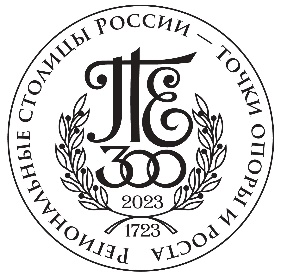 РЕГИОНАЛЬНЫЕ СТОЛИЦЫ РОССИИ — ТОЧКИ ОПОРЫ И РОСТА
ПЕ
300
2023
1723